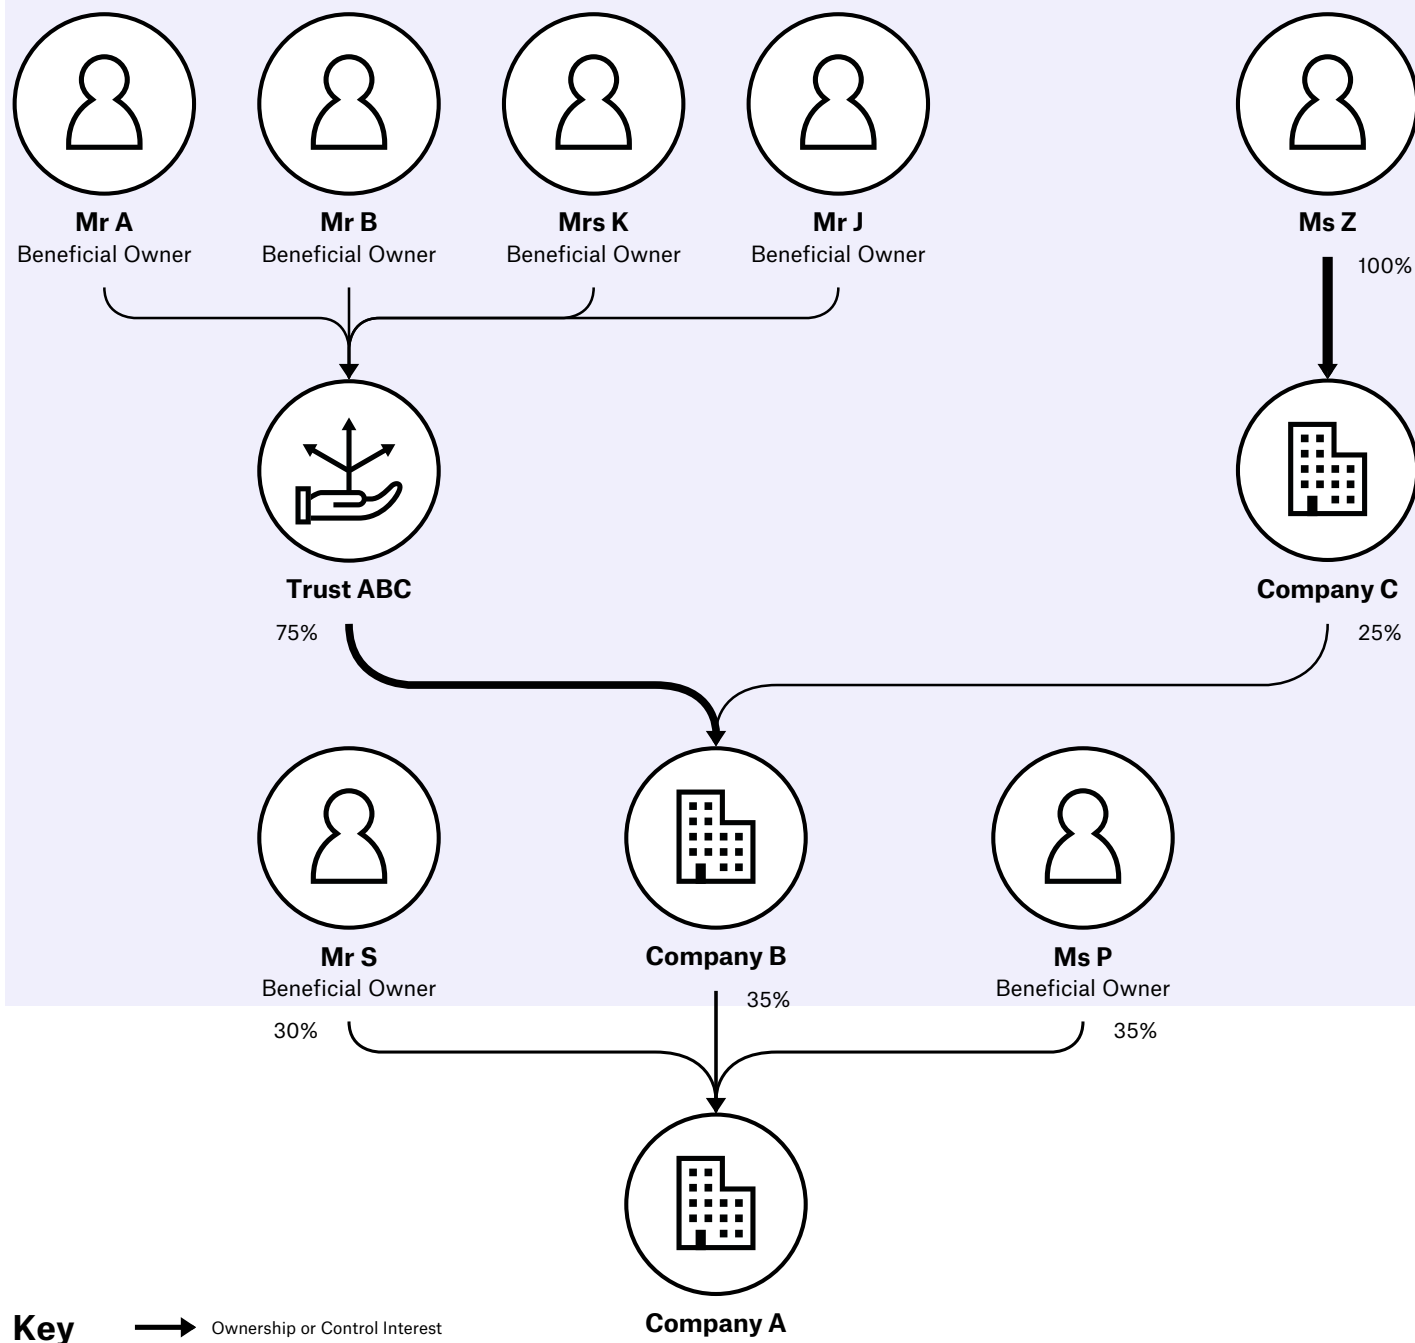 Mr A
Beneficial Owner
Mr B
Beneficial Owner
Mrs K
Beneficial Owner
Mr J
Beneficial Owner
Ms Z
100%
Trust ABC
75%
Company C
25%
Mr S
Beneficial Owner
30%
Company B
35%
Ms P
Beneficial Owner
35%
Company A
Key
Ownership or Control Interest